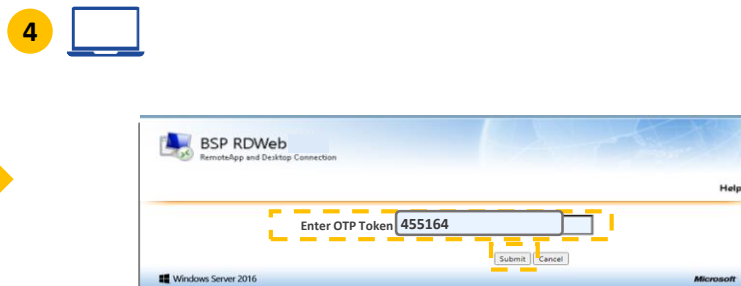 4
BSP RDWeb
RemoteApp and Desktop Connection
Help
Enter OTP Token 455164
Submit Cancel
Windows Server 2016
Microsoft